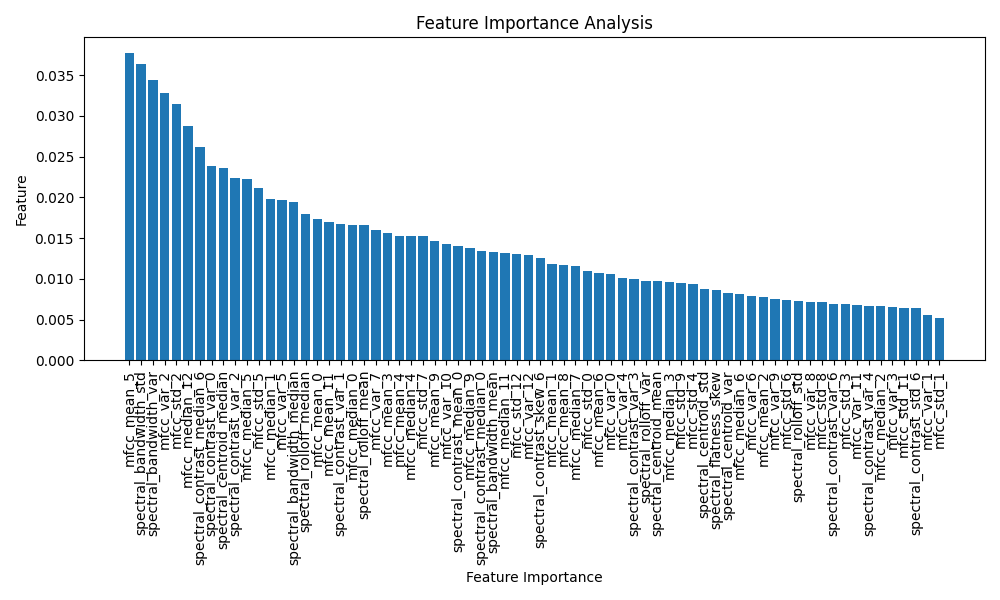 Feature Importance Analysis
0.035
0.030
0.025
0.020
0.015
0.010
0.005
0.000
Feature
mfcc_mean_5
spectral_bandwidth_std
spectral_bandwidth_var
mfcc_var_2
mfcc_std_2
mfcc_median_12
spectral_contrast_median_6
spectral_contrast_var_0
spectral_centroid_median
spectral_contrast_var_2
mfcc_median_5
mfcc_std_5
mfcc_median_1
mfcc_var_5
spectral_bandwidth_median
spectral_rolloff_median
mfcc_mean_0
mfcc_mean_11
spectral_contrast_var_1
mfcc_median_0
spectral_rolloff_mean
mfcc_var_7
mfcc_mean_3
mfcc_mean_4
mfcc_median_4
mfcc_std_7
mfcc_mean_9
mfcc_var_10
spectral_contrast_mean_0
mfcc_median_9
spectral_contrast_median_0
spectral_bandwidth_mean
mfcc_median_11
mfcc_std_12
mfcc_var_12
spectral_contrast_skew_6
mfcc_mean_1
mfcc_mean_8
mfcc_median_7
mfcc_std_0
mfcc_mean_6
mfcc_var_0
mfcc_var_4
spectral_contrast_var_3
spectral_rolloff_var
spectral_centroid_mean
mfcc_median_3
mfcc_std_9
mfcc_std_4
spectral_centroid_std
spectral_flatness_skew
spectral_centroid_var
mfcc_median_6
mfcc_var_6
mfcc_mean_2
mfcc_var_9
mfcc_std_6
spectral_rolloff_std
mfcc_var_8
mfcc_std_8
spectral_contrast_var_6
mfcc_std_3
mfcc_var_11
spectral_contrast_var_4
mfcc_median_2
mfcc_var_3
mfcc_std_11
spectral_contrast_std_6
mfcc_var_1
mfcc_std_1
Feature Importance